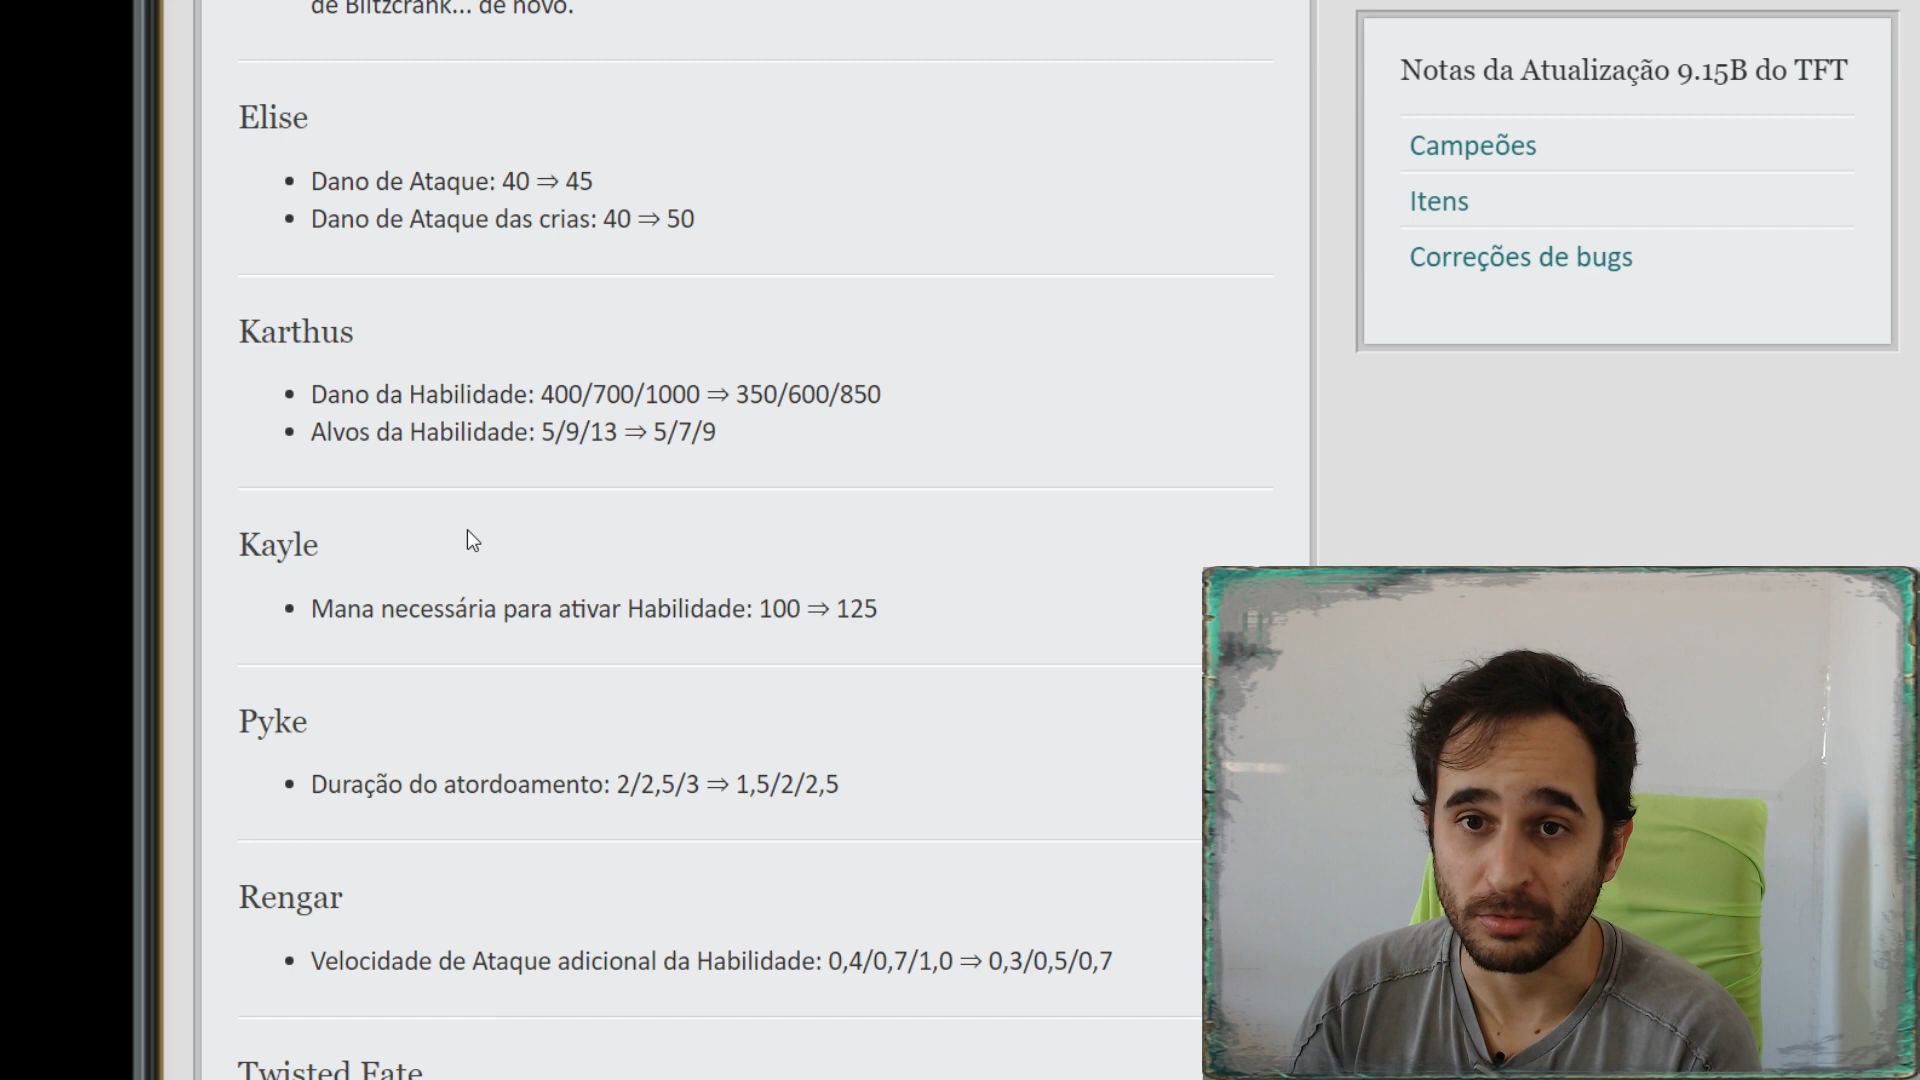 de Blitzcrank... de novo.
Elise
• Dano de Ataque: 40 ⇒ 45
• Dano de Ataque das crias: 40 ⇒ 50
Karthus
• Dano da Habilidade: 400/700/1000 ⇒ 350/600/850
• Alvos da Habilidade: 5/9/13 ⇒ 5/7/9
Kayle
• Mana necessária para ativar Habilidade: 100 ⇒ 125
Pyke
• Duração do atordoamento: 2/2,5/3 ⇒ 1,5/2/2,5
Rengar
• Velocidade de Ataque adicional da Habilidade: 0,4/0,7/1,0 ⇒ 0,3/0,5/0,7
Twisted Fate
Notas da Atualização 9.15B do TFT
Campeões
Itens
Correções de bugs